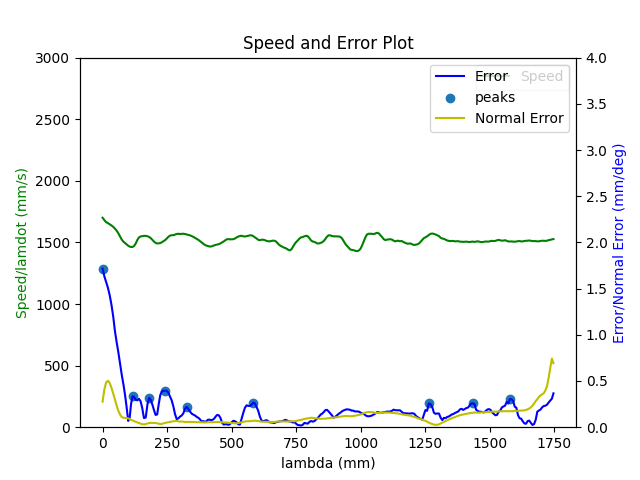 Speed and Error Plot
3000
2500
2000
1500
1000
500
0
Speed/lamdot (mm/s)
4.0
3.5
3.0
2.5
2.0
1.5
1.0
0.5
0.0
Error/Normal Error (mm/deg)
Error
Speed
peaks
Normal Error
0 250 500 750 1000 1250 1500 1750
lambda (mm)